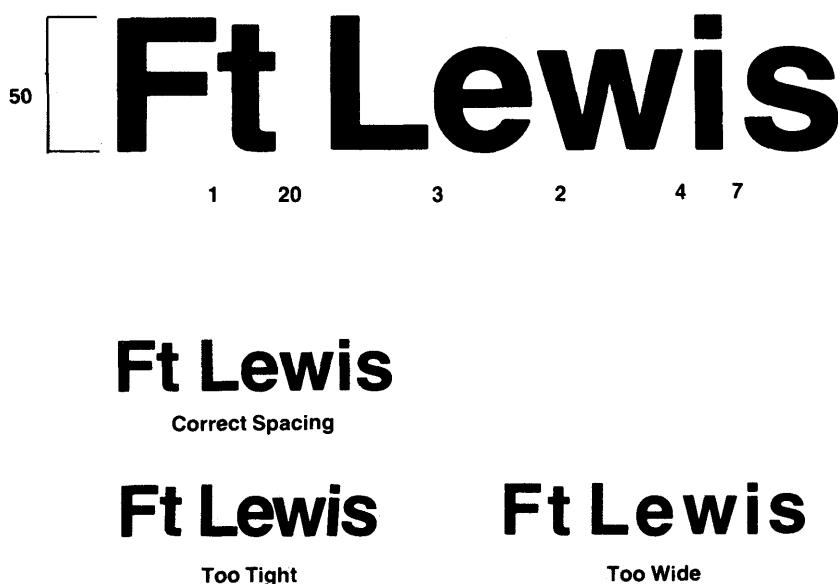 Ft Lewis
50
1 20 3 2 4 7
Ft Lewis
Correct Spacing
Ft Lewis Ft Lewis
Too Tight Too Wide